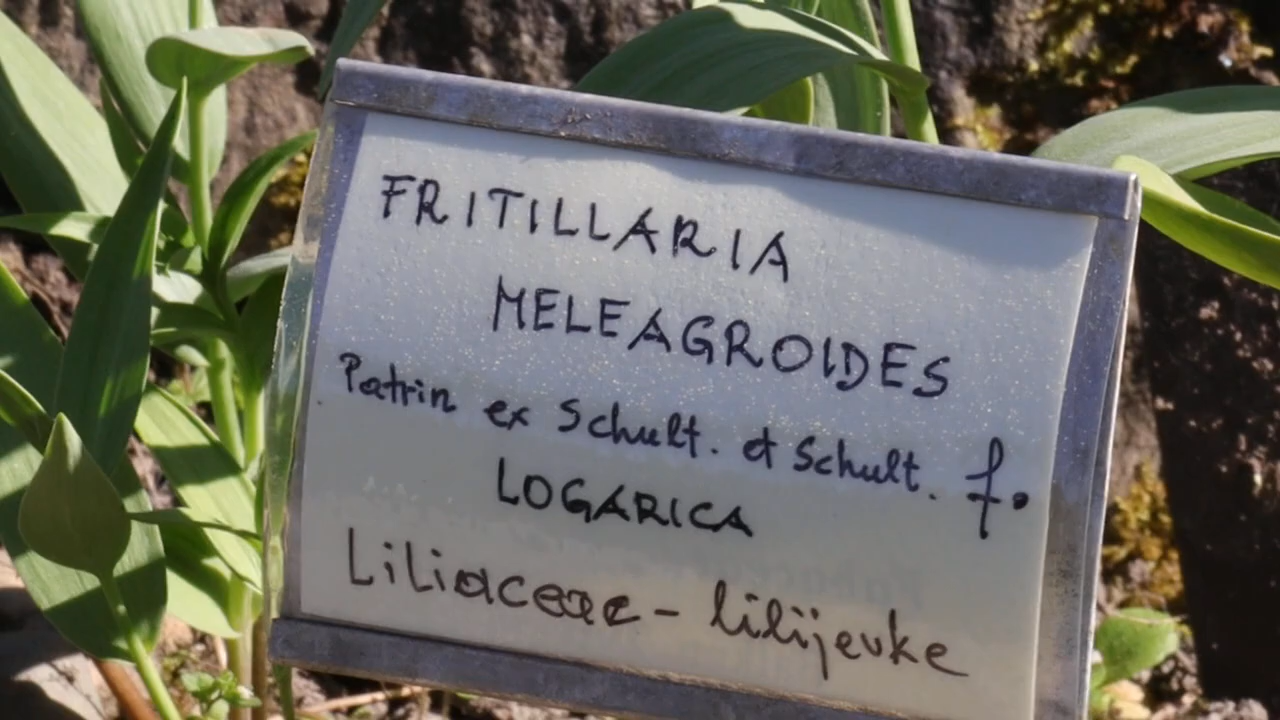 FRITILLARIA
MELEAGROIDES
Patrin ex Schult. et Schult. f.
LOGARICA
Liliaceae - lilijevke